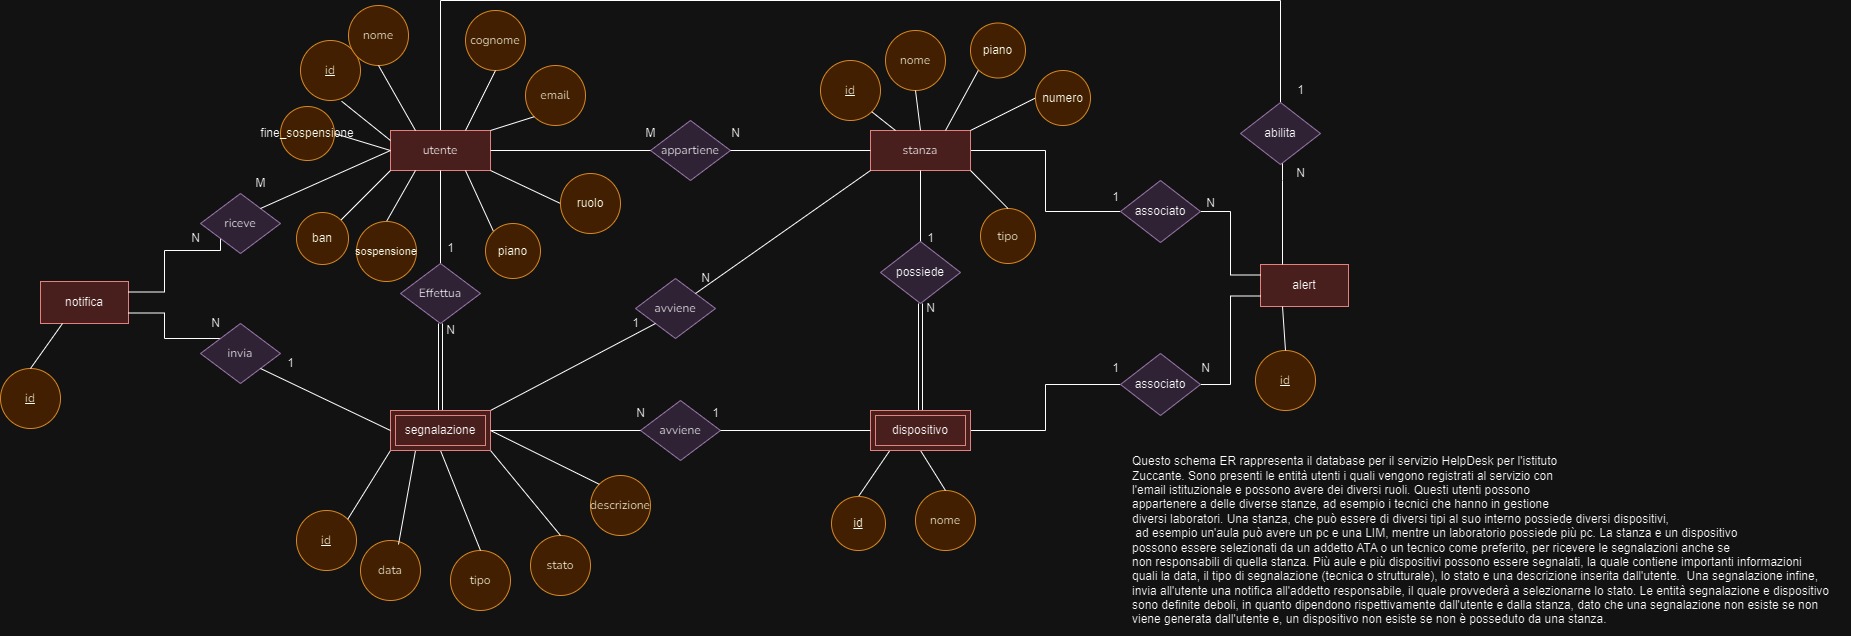 nome
cognome
id
email
fine_sospensione
utente
M
appartiene
N
stanza
id
nome
piano
numero
1
abilita
N
M
riceve
N
ban
sospensione
piano
ruolo
1
Effettua
N
tipo
1
associato
N
1
possiede
N
alert
id
notifica
id
N
invia
1
N
avviene
1
segnalazione
N
avviene
1
dispositivo
1
associato
N
id
data
tipo
stato
descrizione
id
nome
Questo schema ER rappresenta il database per il servizio HelpDesk per l'istituto
Zuccante. Sono presenti le entità utenti i quali vengono registrati al servizio con
l'email istituzionale e possono avere dei diversi ruoli. Questi utenti possono
appartenere a delle diverse stanze, ad esempio i tecnici che hanno in gestione
diversi laboratori. Una stanza, che può essere di diversi tipi al suo interno possiede diversi dispositivi,
ad esempio un'aula può avere un pc e una LIM, mentre un laboratorio possiede più pc. La stanza e un dispositivo
possono essere selezionati da un addetto ATA o un tecnico come preferito, per ricevere le segnalazioni anche se
non responsabili di quella stanza. Più aule e più dispositivi possono essere segnalati, la quale contiene importanti informazioni
quali la data, il tipo di segnalazione (tecnica o strutturale), lo stato e una descrizione inserita dall'utente. Una segnalazione infine,
invia all'utente una notifica all'addetto responsabile, il quale provvederà a selezionarne lo stato. Le entità segnalazione e dispositivo
sono definite deboli, in quanto dipendono rispettivamente dall'utente e dalla stanza, dato che una segnalazione non esiste se non
viene generata dall'utente e, un dispositivo non esiste se non è posseduto da una stanza.